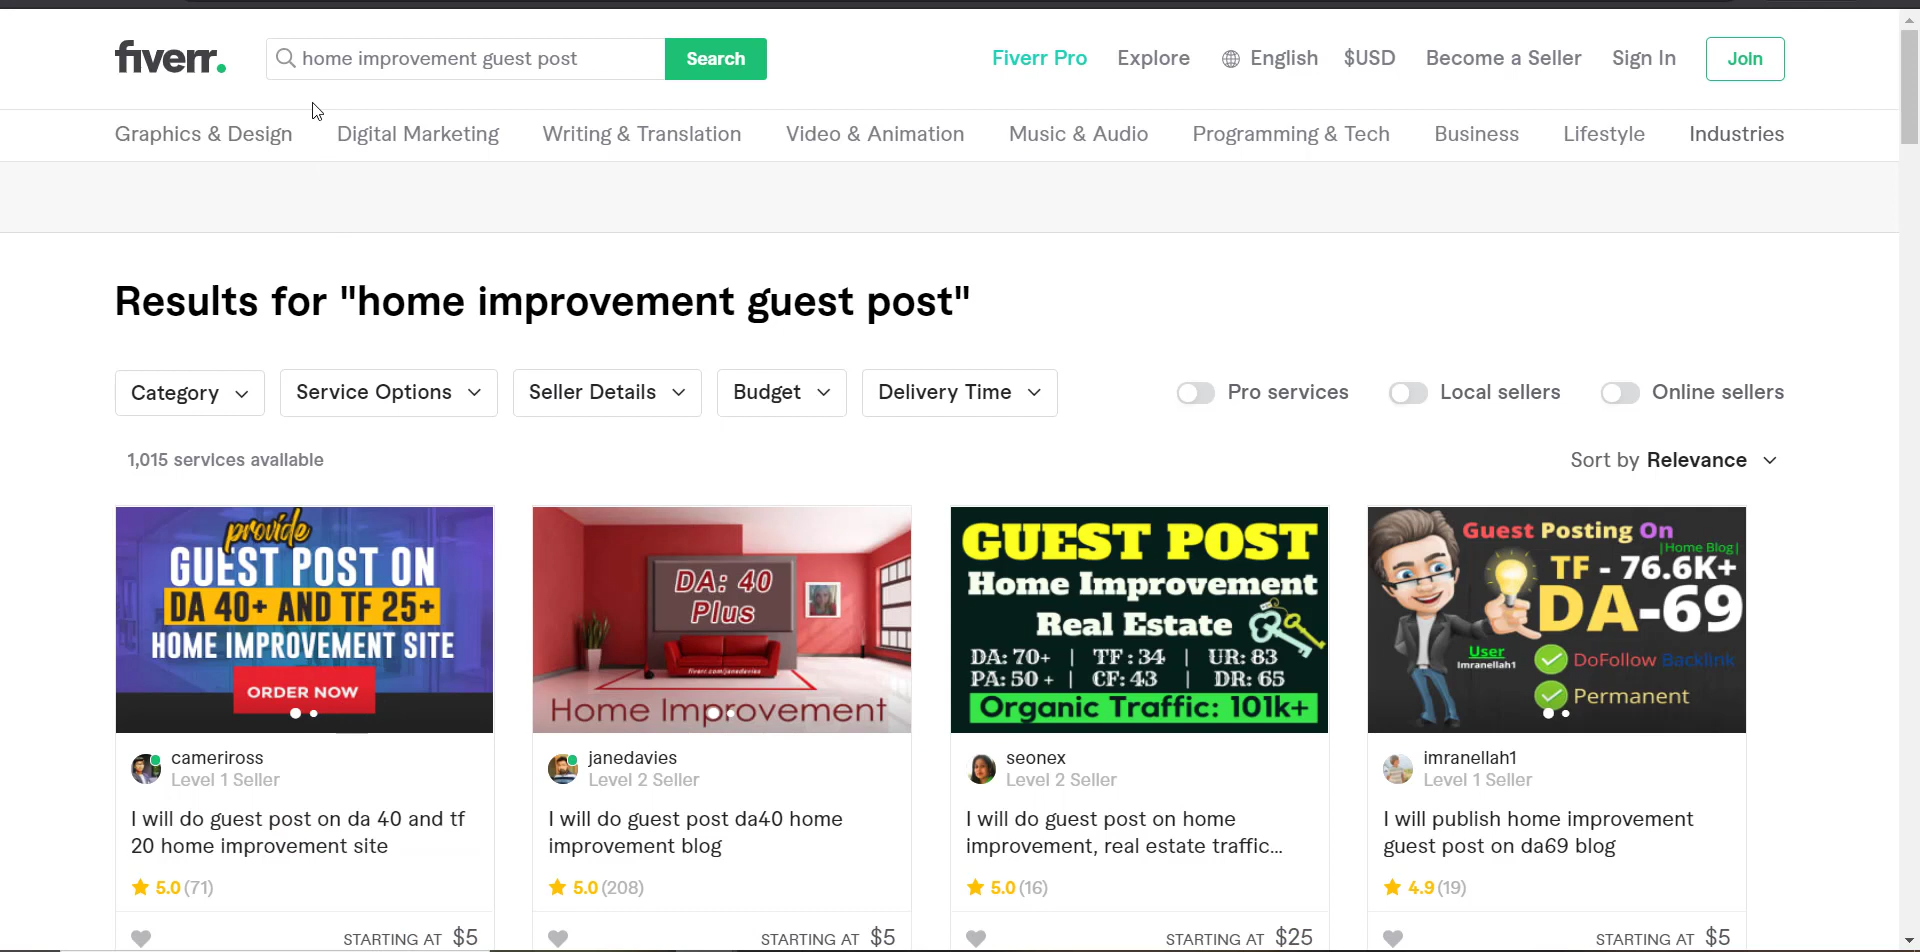 fiverr.
home improvement guest post
Search
Fiverr Pro
Explore
English
$USD
Become a Seller
Sign In
Join
Graphics & Design
Digital Marketing
Writing & Translation
Video & Animation
Music & Audio
Programming & Tech
Business
Lifestyle
Industries
Results for "home improvement guest post"
Category
Service Options
Seller Details
Budget
Delivery Time
Pro services
Local sellers
Online sellers
1,015 services available
Sort by Relevance
provide
GUEST POST ON
DA 40+ AND TF 25+
HOME IMPROVEMENT SITE
ORDER NOW
cameriross
Level 1 Seller
I will do guest post on da 40 and tf
20 home improvement site
5.0 (71)
STARTING AT $5
DA: 40
Plus
fiverr.com/janedavies
Home Improvement
janedavies
Level 2 Seller
I will do guest post da40 home
improvement blog
5.0 (208)
STARTING AT $5
GUEST POST
Home Improvement
Real Estate
DA: 70+ | TF : 34 | UR: 83
PA: 50 + | CF: 43 | DR: 65
Organic Traffic: 101k+
seonex
Level 2 Seller
I will do guest post on home
improvement, real estate traffic...
5.0 (16)
STARTING AT $25
Guest Posting On
|Home Blog|
TF - 76.6K+
DA-69
User
Imranellah1
DoFollow Backlink
Permanent
imranellah1
Level 1 Seller
I will publish home improvement
guest post on da69 blog
4.9 (19)
STARTING AT $5